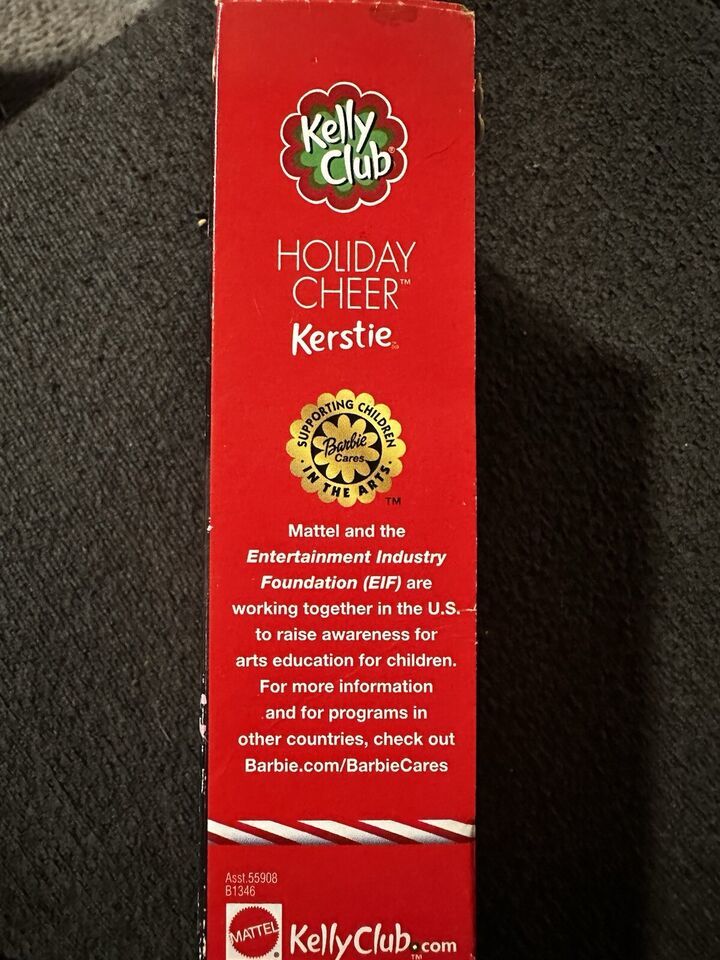 Kelly
Club®
HOLIDAY
CHEER™
Kerstie™
SUPPORTING CHILDREN
Barbie
Cares
· IN THE ARTS ·
TM
Mattel and the
Entertainment Industry
Foundation (EIF) are
working together in the U.S.
to raise awareness for
arts education for children.
For more information
and for programs in
other countries, check out
Barbie.com/BarbieCares
Asst.55908
B1346
MATTEL®
KellyClub.com
TM